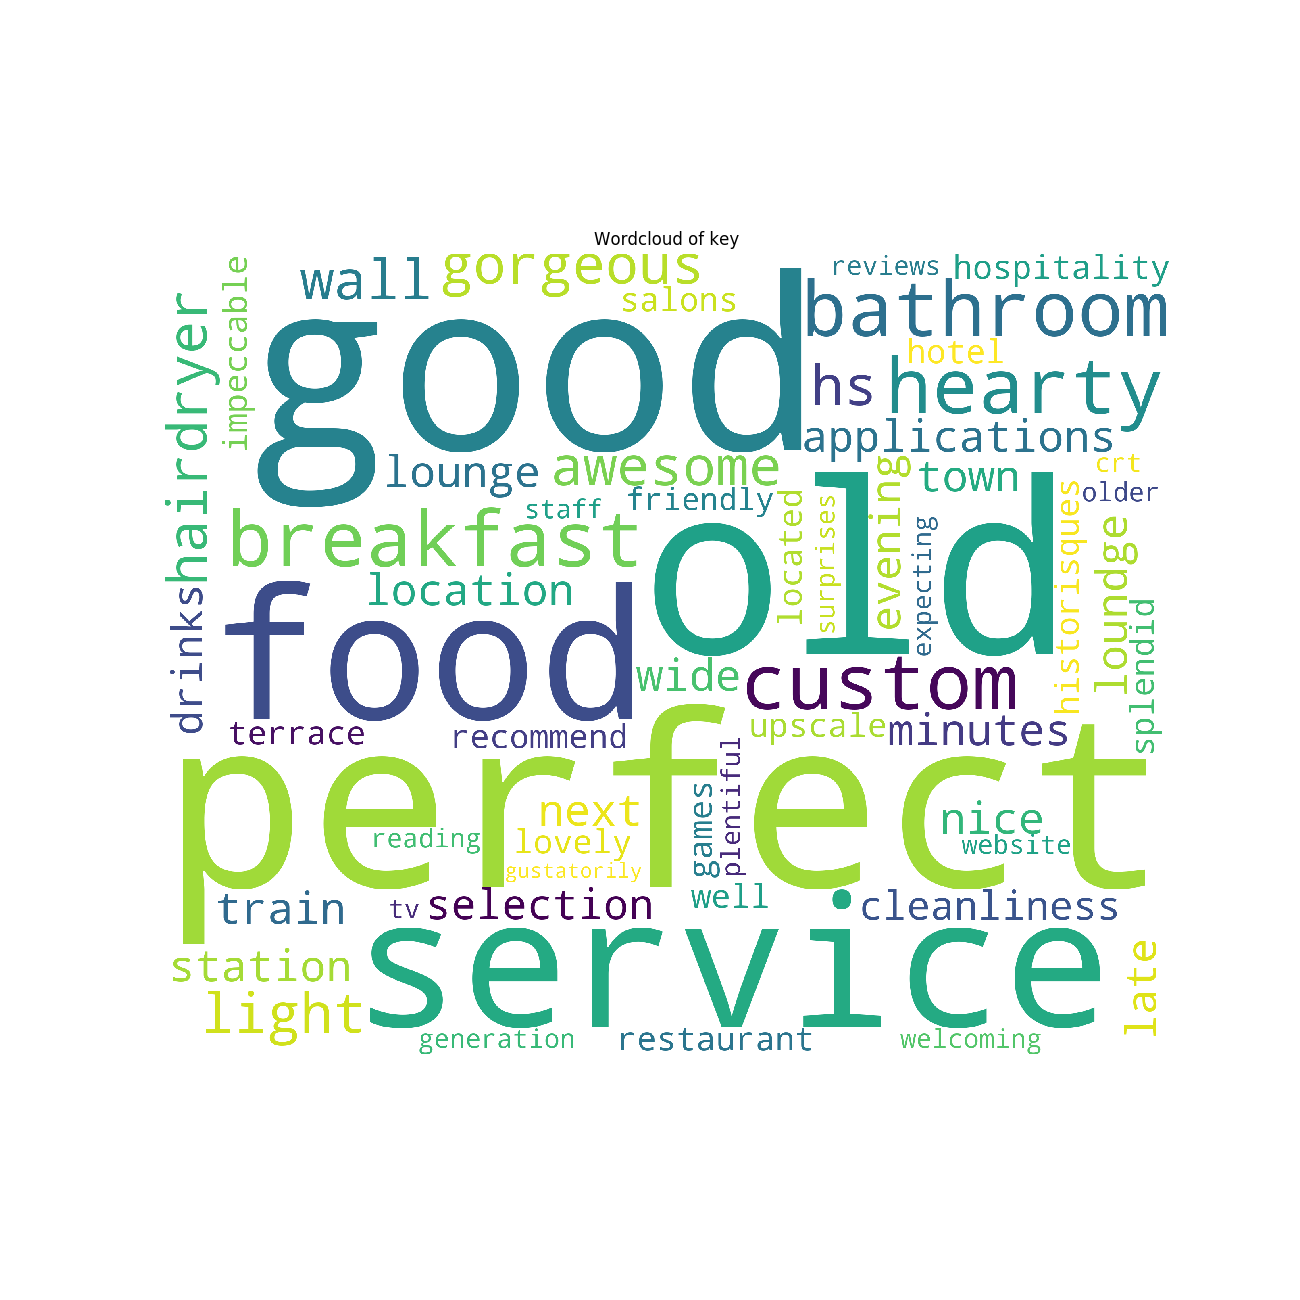 Wordcloud of key
impeccable
wall
gorgeous
salons
reviews
hospitality
good
bathroom
hairdryer
hotel
hs
hearty
applications
lounge
awesome
town
crt
older
staff
friendly
breakfast
old
located
surprises
evening
expecting
historisques
loundge
splendid
location
food
drinks
wide
custom
terrace
recommend
upscale
minutes
perfect
plentiful
games
next
nice
reading
lovely
website
gustatorily
train
tv
selection
well
cleanliness
service
station
light
late
generation
restaurant
welcoming